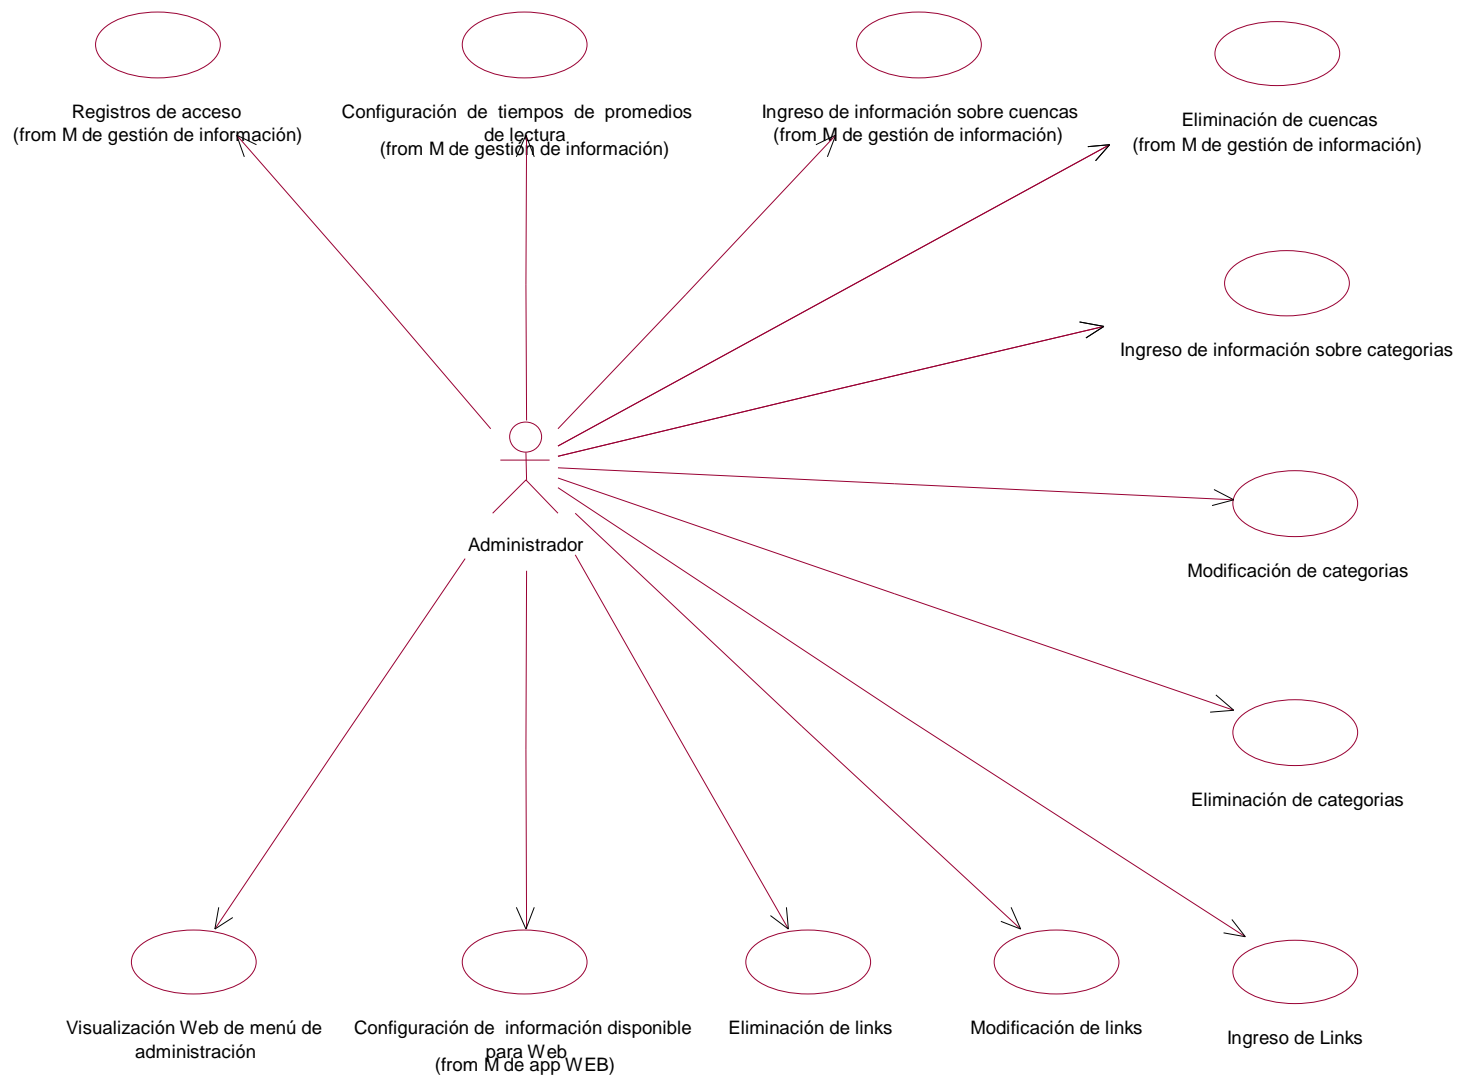 Registros de acceso
(from M de gestión de información)
Configuración de tiempos de promedios
de lectura
(from M de gestión de información)
Ingreso de información sobre cuencas
(from M de gestión de información)
Eliminación de cuencas
(from M de gestión de información)
Ingreso de información sobre categorias
Administrador
Modificación de categorias
Eliminación de categorias
Visualización Web de menú de
administración
Configuración de información disponible
para Web
(from M de app WEB)
Eliminación de links
Modificación de links
Ingreso de Links